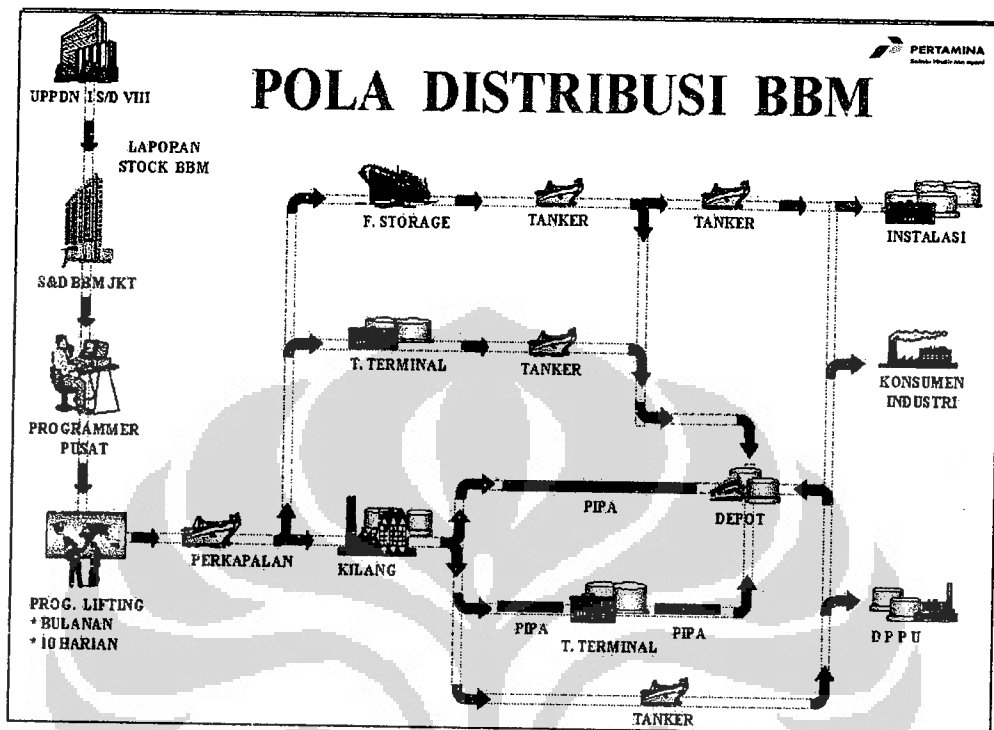 PERTAMINA
POLA DISTRIBUSI BBM
UPPDN I S/D VIII
LAPORAN
STOCK BBM
S&D BBM JKT
PROGRAMMER
PUSAT
PROG. LIFTING
* BULANAN
* 10 HARIAN
PERKAPALAN
F. STORAGE
TANKER
TANKER
INSTALASI
T. TERMINAL
TANKER
KONSUMEN
INDUSTRI
KILANG
PIPA
DEPOT
PIPA
T. TERMINAL
PIPA
DPPU
TANKER